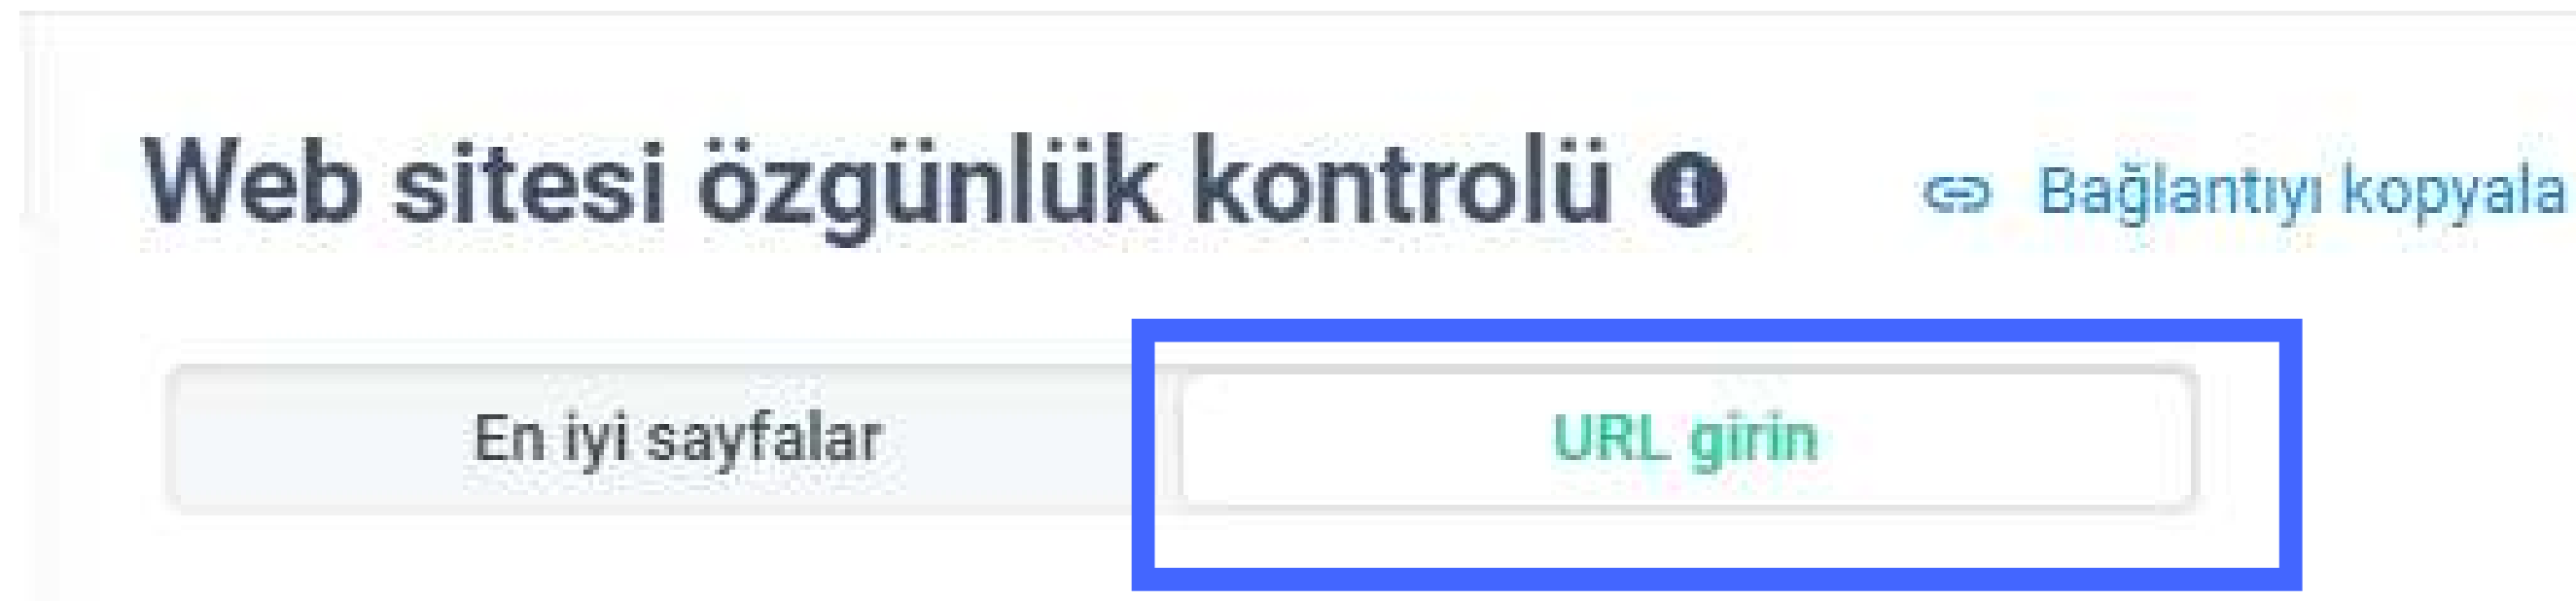 Web sitesi özgünlük kontrolü
Bağlantıyı kopyala
En iyi sayfalar
URL girin